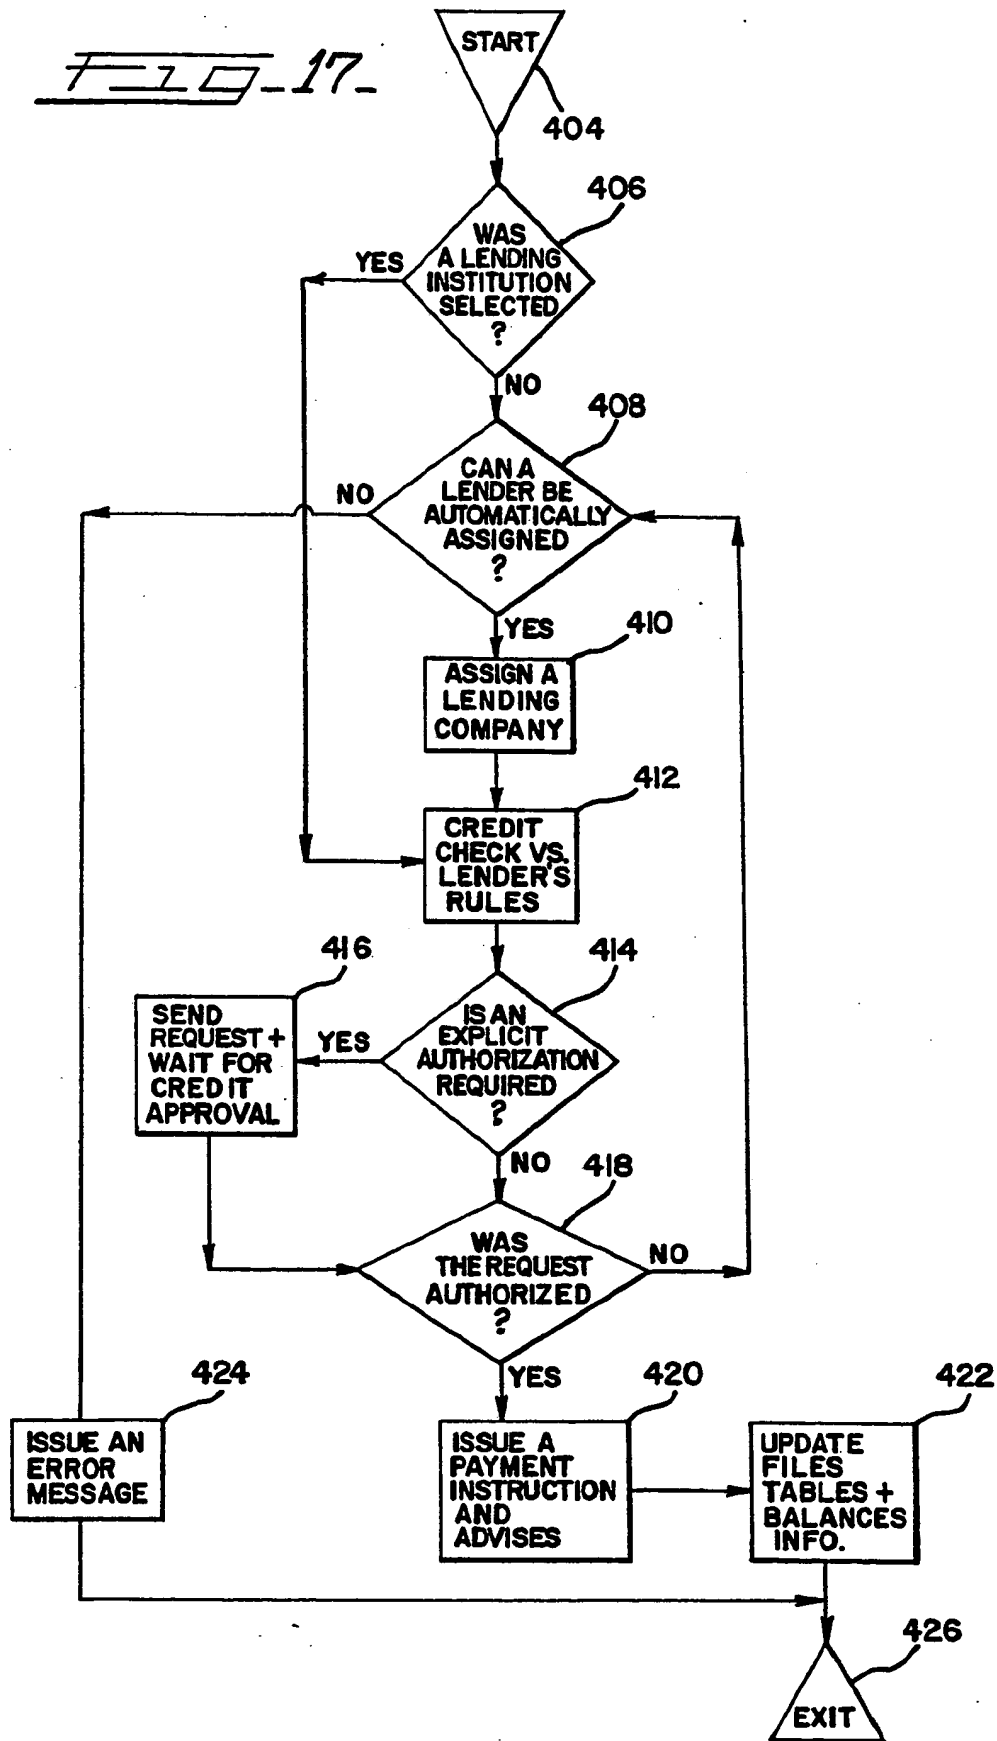 Fig-17-
START
404
406
WAS
A LENDING
INSTITUTION
SELECTED
?
YES
NO
408
CAN A
LENDER BE
AUTOMATICALLY
ASSIGNED
?
NO
YES
410
ASSIGN A
LENDING
COMPANY
412
CREDIT
CHECK VS.
LENDER'S
RULES
416
SEND
REQUEST +
WAIT FOR
CREDIT
APPROVAL
414
IS AN
EXPLICIT
AUTHORIZATION
REQUIRED
?
YES
NO
418
WAS
THE REQUEST
AUTHORIZED
?
NO
YES
424
ISSUE AN
ERROR
MESSAGE
420
ISSUE A
PAYMENT
INSTRUCTION
AND
ADVISES
422
UPDATE
FILES
TABLES +
BALANCES
INFO.
426
EXIT